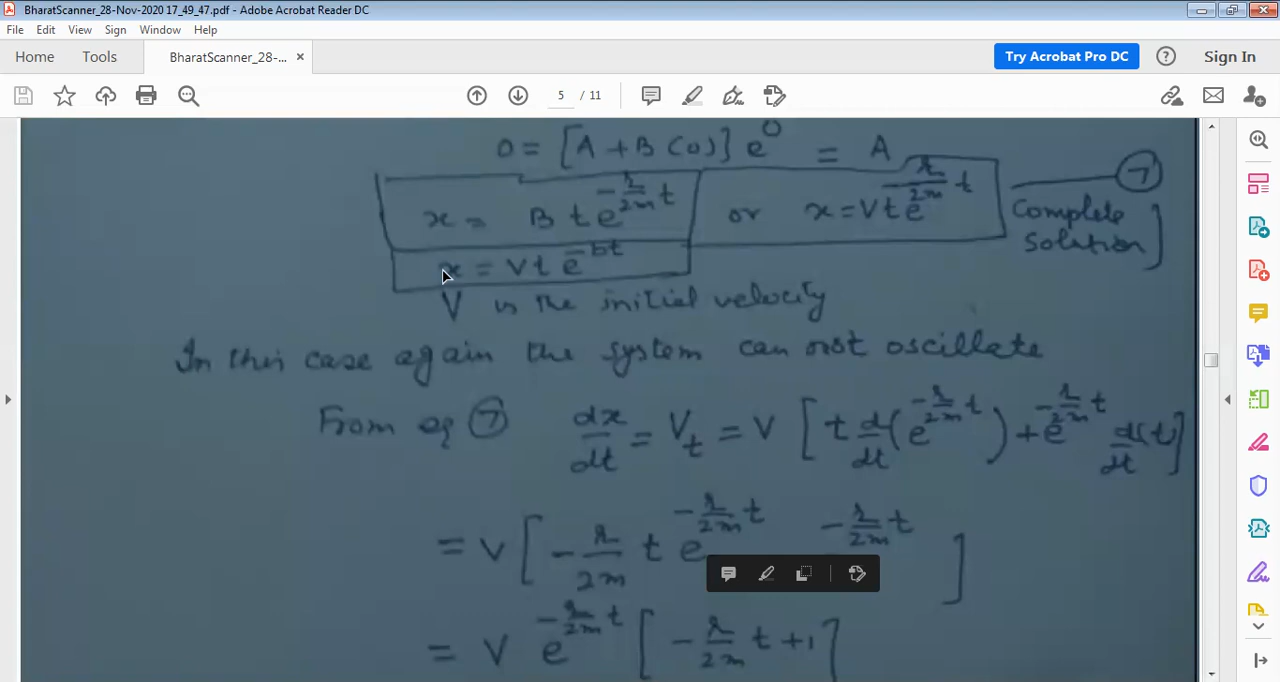 BharatScanner_28-Nov-2020 17_49_47.pdf - Adobe Acrobat Reader DC
File Edit View Sign Window Help
Home Tools BharatScanner_28-... × Try Acrobat Pro DC Sign In
5 / 11
0 = [A + B (0)] e^0 = A
x = B t e^{-r/2m t} or x = V t e^{-r/2m t} 7
Complete
Solution
x = V t e^{-bt}
V is the initial velocity
In this case again the system can not oscillate
From eq 7 dx/dt = V_t = V [ t d/dt (e^{-r/2m t}) + e^{-r/2m t} d(t)/dt ]
= V [ -r/2m t e^{-r/2m t} -r/2m t ]
= V e^{-r/2m t} [ -r/2m t + 1 ]